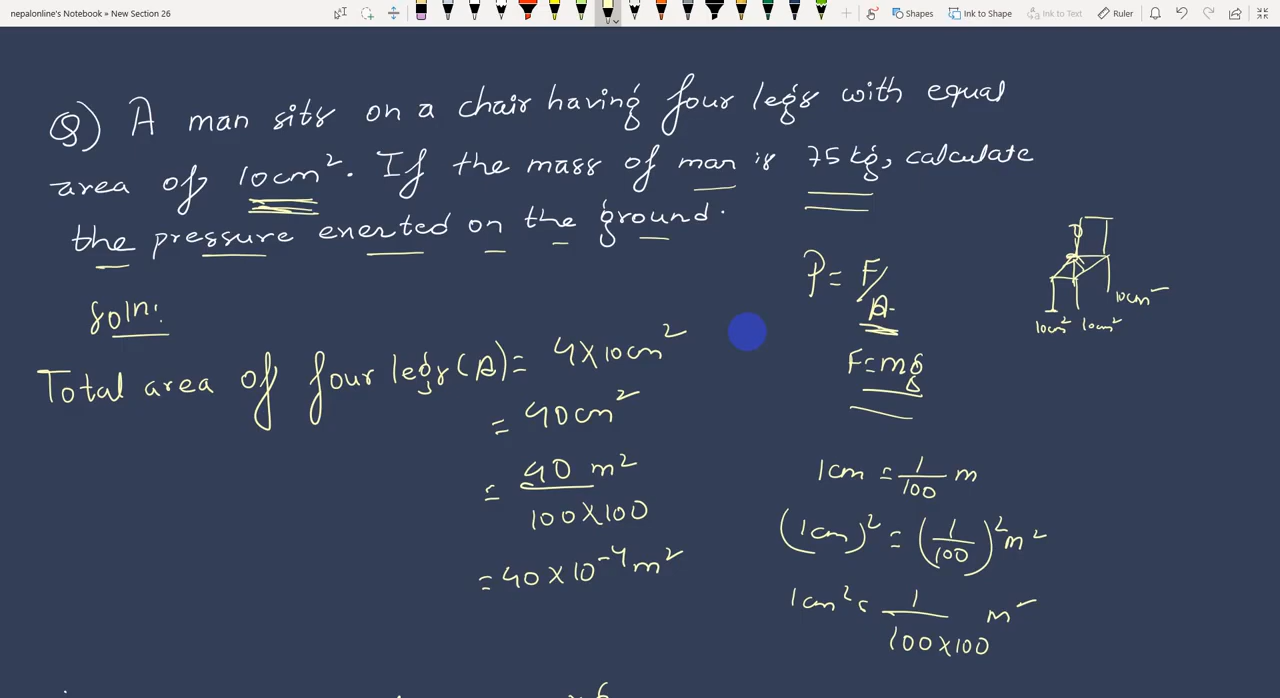 nepalonline's Notebook » New Section 26
Shapes
Ink to Shape
Ink to Text
Ruler
Q) A man sits on a chair having four legs with equal
area of 10cm². If the mass of man is 75 kg, calculate
the pressure exerted on the ground.
Soln:
Total area of four legs (A) = 4×10cm²
= 40cm²
= 40 m²
100×100
= 40×10⁻⁴m²
P= F/
A
F=mg
10cm²
10cm² 10cm²
1cm = 1/100 m
(1cm)² = (1/100)² m²
1cm² = 1/100×100 m²